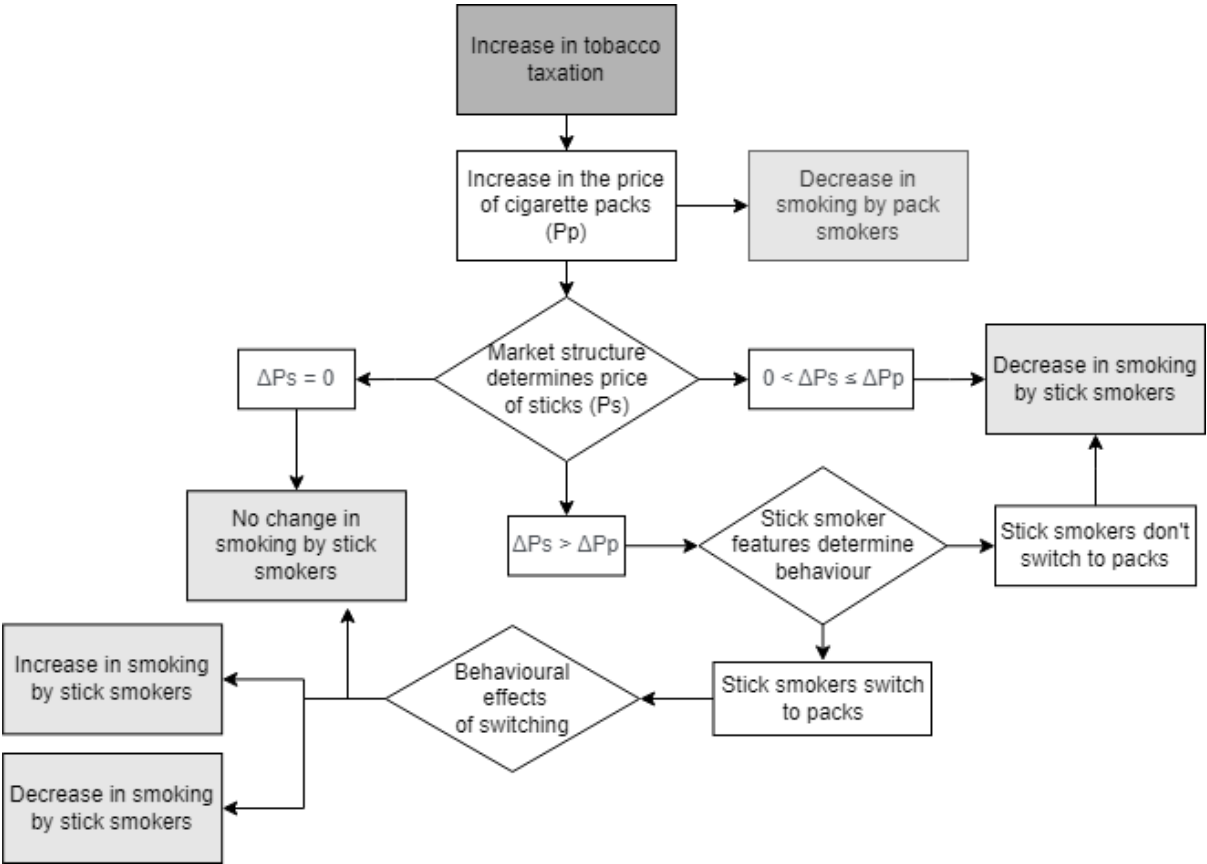 Increase in tobacco
taxation
Increase in the price
of cigarette packs
(Pp)
Decrease in
smoking by pack
smokers
Market structure
determines price
of sticks (Ps)
ΔPs = 0
0 < ΔPs ≤ ΔPp
Decrease in smoking
by stick smokers
No change in
smoking by stick
smokers
ΔPs > ΔPp
Stick smoker
features determine
behaviour
Stick smokers don't
switch to packs
Increase in smoking
by stick smokers
Behavioural
effects
of switching
Stick smokers switch
to packs
Decrease in smoking
by stick smokers